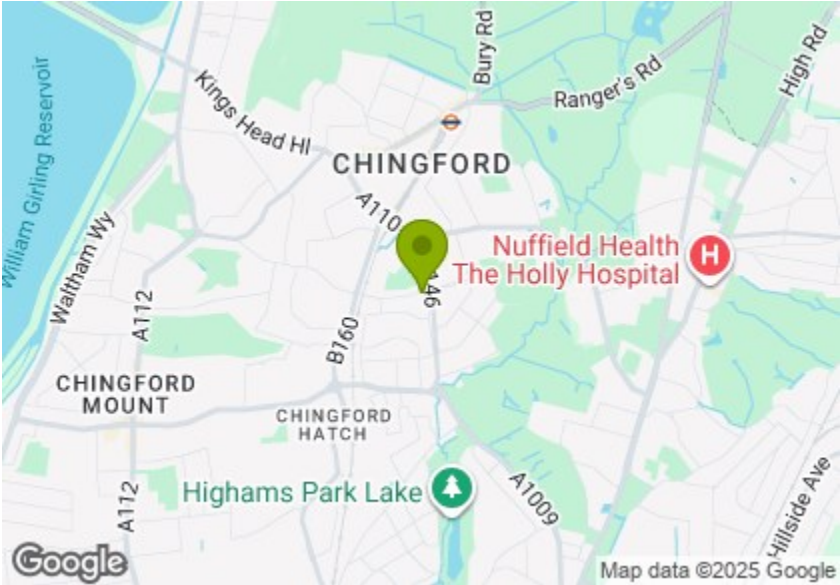 Bury Rd
High Rd
Kings Head Hl
Ranger's Rd
William Girling Reservoir
CHINGFORD
A110
Waltham Wy
Nuffield Health
The Holly Hospital
A112
B160
CHINGFORD
MOUNT
CHINGFORD
HATCH
Highams Park Lake
A1009
A112
Hillside Ave
Google
Map data ©2025 Google